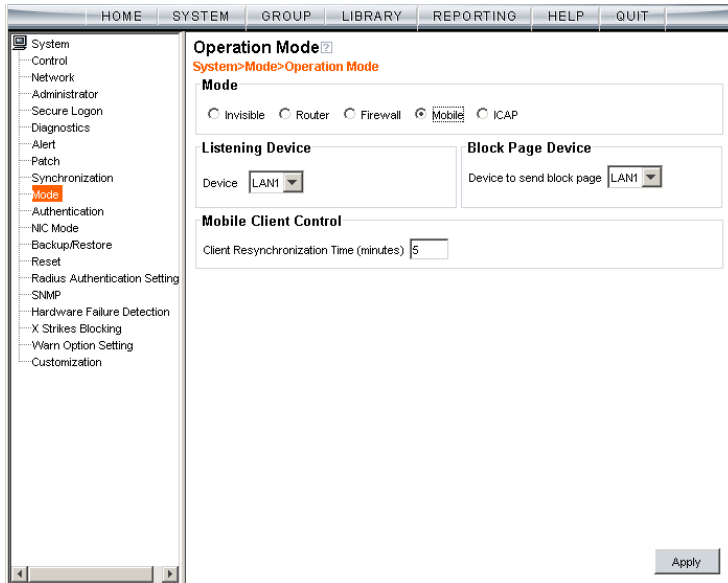 HOME SYSTEM GROUP LIBRARY REPORTING HELP QUIT
System
Control
Network
Administrator
Secure Logon
Diagnostics
Alert
Patch
Synchronization
Mode
Authentication
NIC Mode
Backup/Restore
Reset
Radius Authentication Setting
SNMP
Hardware Failure Detection
X Strikes Blocking
Warn Option Setting
Customization
Operation Mode ?
System>Mode>Operation Mode
Mode
Invisible Router Firewall Mobile ICAP
Listening Device
Device LAN1
Block Page Device
Device to send block page LAN1
Mobile Client Control
Client Resynchronization Time (minutes) 5
Apply